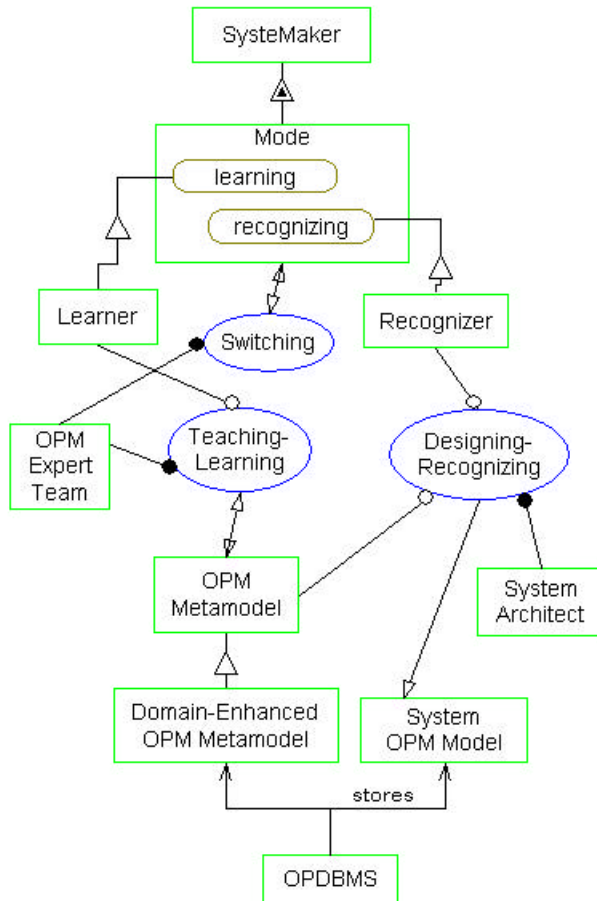 SysteMaker
Mode
learning
recognizing
Learner
Recognizer
Switching
OPM
Expert
Team
Teaching-
Learning
Designing-
Recognizing
OPM
Metamodel
System
Architect
Domain-Enhanced
OPM Metamodel
System
OPM Model
stores
OPDBMS